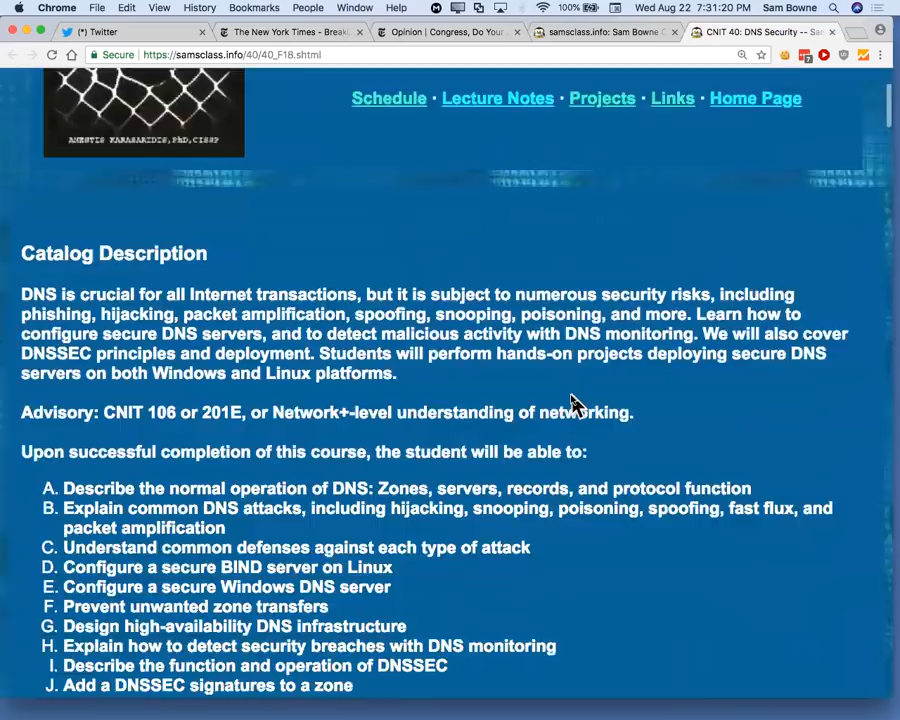 Chrome File Edit View History Bookmarks People Window Help 100% Wed Aug 22 7:31:20 PM Sam Bowne
(*) Twitter
The New York Times - Breaki
Opinion | Congress, Do Your
samsclass.info: Sam Bowne C
CNIT 40: DNS Security -- Sa
Secure https://samsclass.info/40/40_F18.shtml
7
Schedule · Lecture Notes · Projects · Links · Home Page
ANESTIS KARASARIDIS,PhD,CISSP
Catalog Description
DNS is crucial for all Internet transactions, but it is subject to numerous security risks, including
phishing, hijacking, packet amplification, spoofing, snooping, poisoning, and more. Learn how to
configure secure DNS servers, and to detect malicious activity with DNS monitoring. We will also cover
DNSSEC principles and deployment. Students will perform hands-on projects deploying secure DNS
servers on both Windows and Linux platforms.
Advisory: CNIT 106 or 201E, or Network+-level understanding of networking.
Upon successful completion of this course, the student will be able to:
A. Describe the normal operation of DNS: Zones, servers, records, and protocol function
B. Explain common DNS attacks, including hijacking, snooping, poisoning, spoofing, fast flux, and
packet amplification
C. Understand common defenses against each type of attack
D. Configure a secure BIND server on Linux
E. Configure a secure Windows DNS server
F. Prevent unwanted zone transfers
G. Design high-availability DNS infrastructure
H. Explain how to detect security breaches with DNS monitoring
I. Describe the function and operation of DNSSEC
J. Add a DNSSEC signatures to a zone